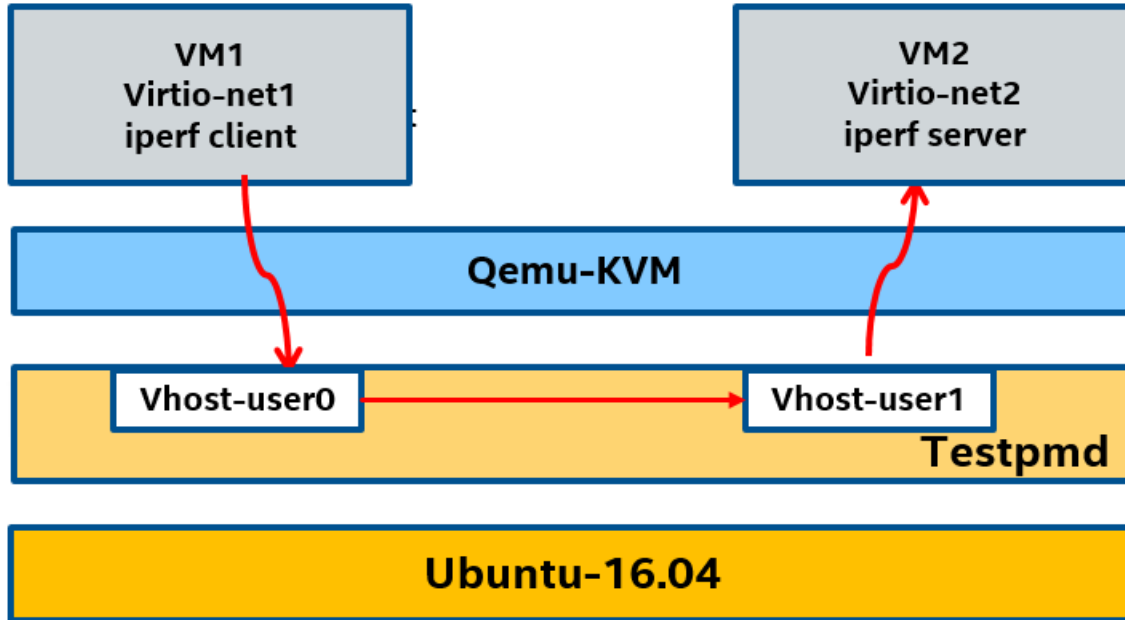 VM1
Virtio-net1
iperf client
VM2
Virtio-net2
iperf server
Qemu-KVM
Vhost-user0
Vhost-user1
Testpmd
Ubuntu-16.04